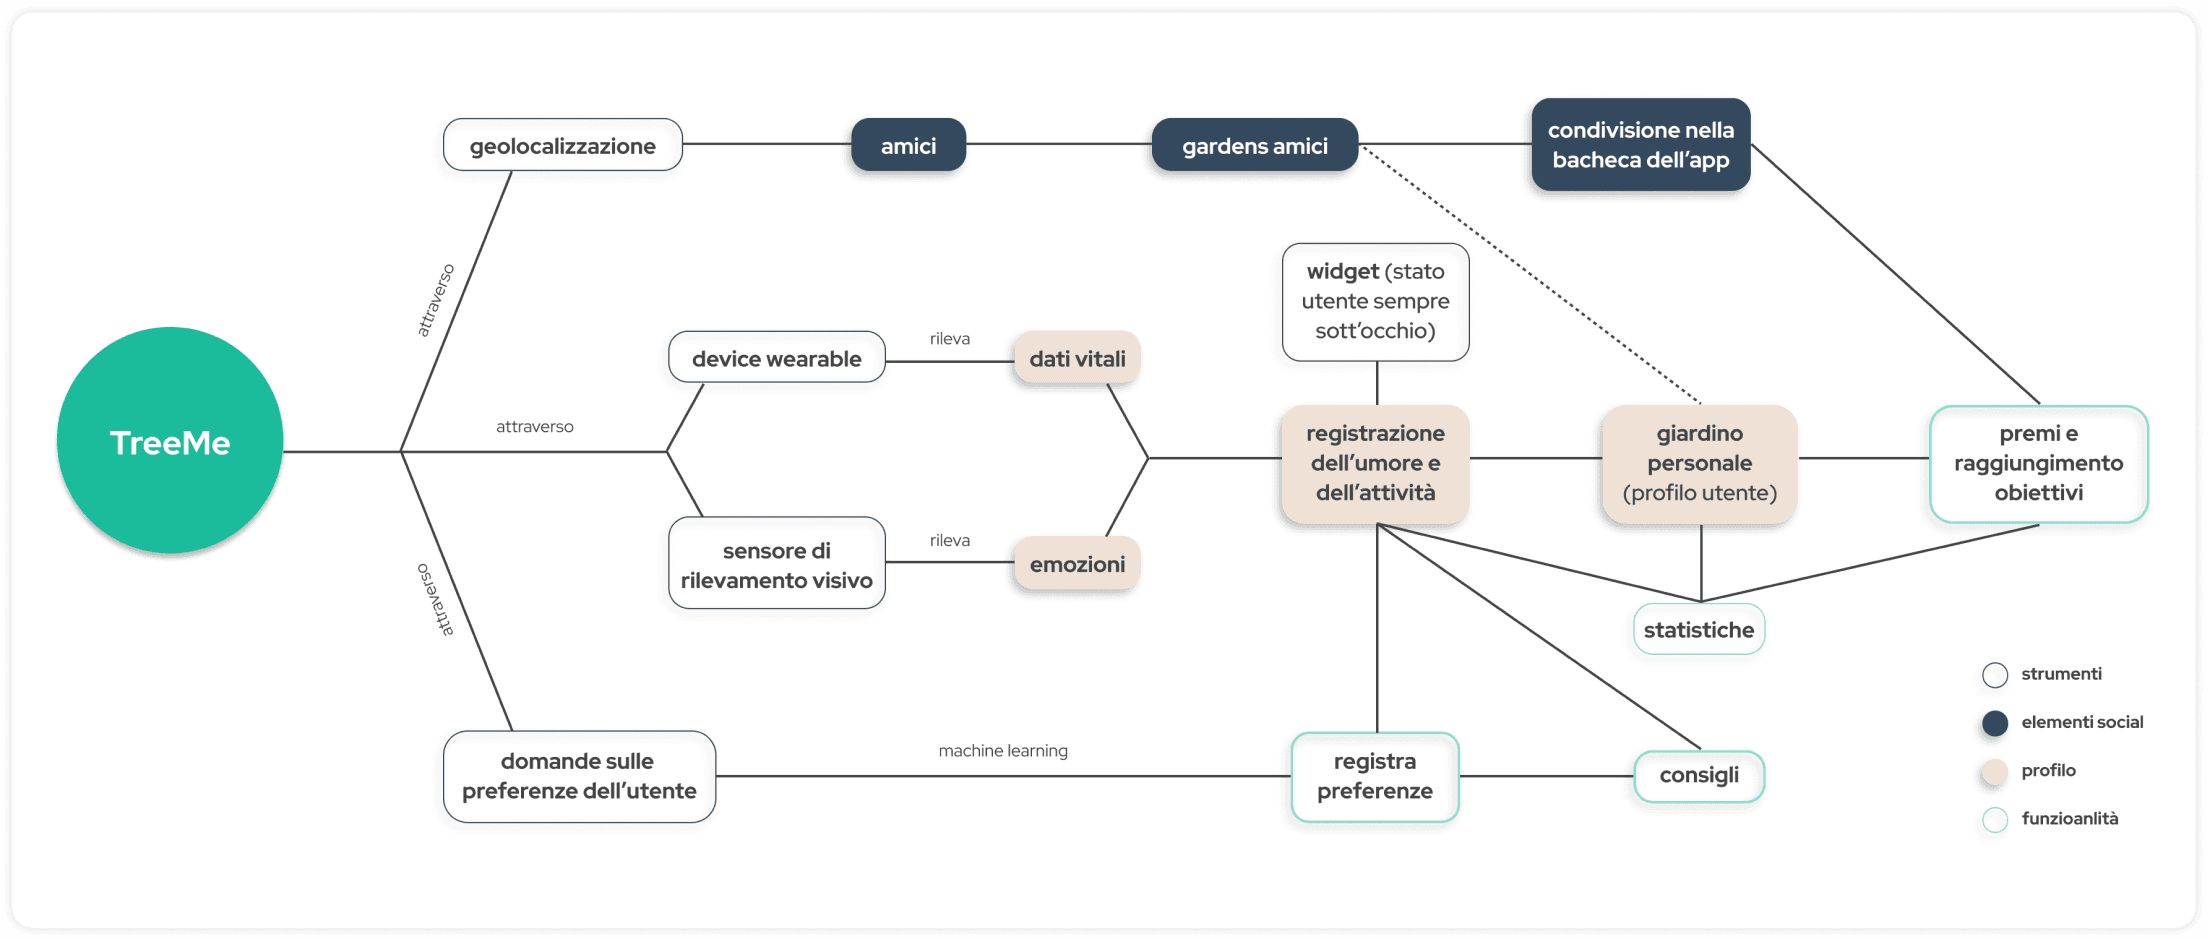 geolocalizzazione
amici
gardens amici
condivisione nella
bacheca dell'app
attraverso
widget (stato
utente sempre
sott'occhio)
device wearable
rileva
dati vitali
TreeMe
attraverso
registrazione
dell'umore e
dell'attività
giardino
personale
(profilo utente)
premi e
raggiungimento
obiettivi
sensore di
rilevamento visivo
rileva
emozioni
attraverso
statistiche
domande sulle
preferenze dell'utente
machine learning
registra
preferenze
consigli
strumenti
elementi social
profilo
funzioanlità